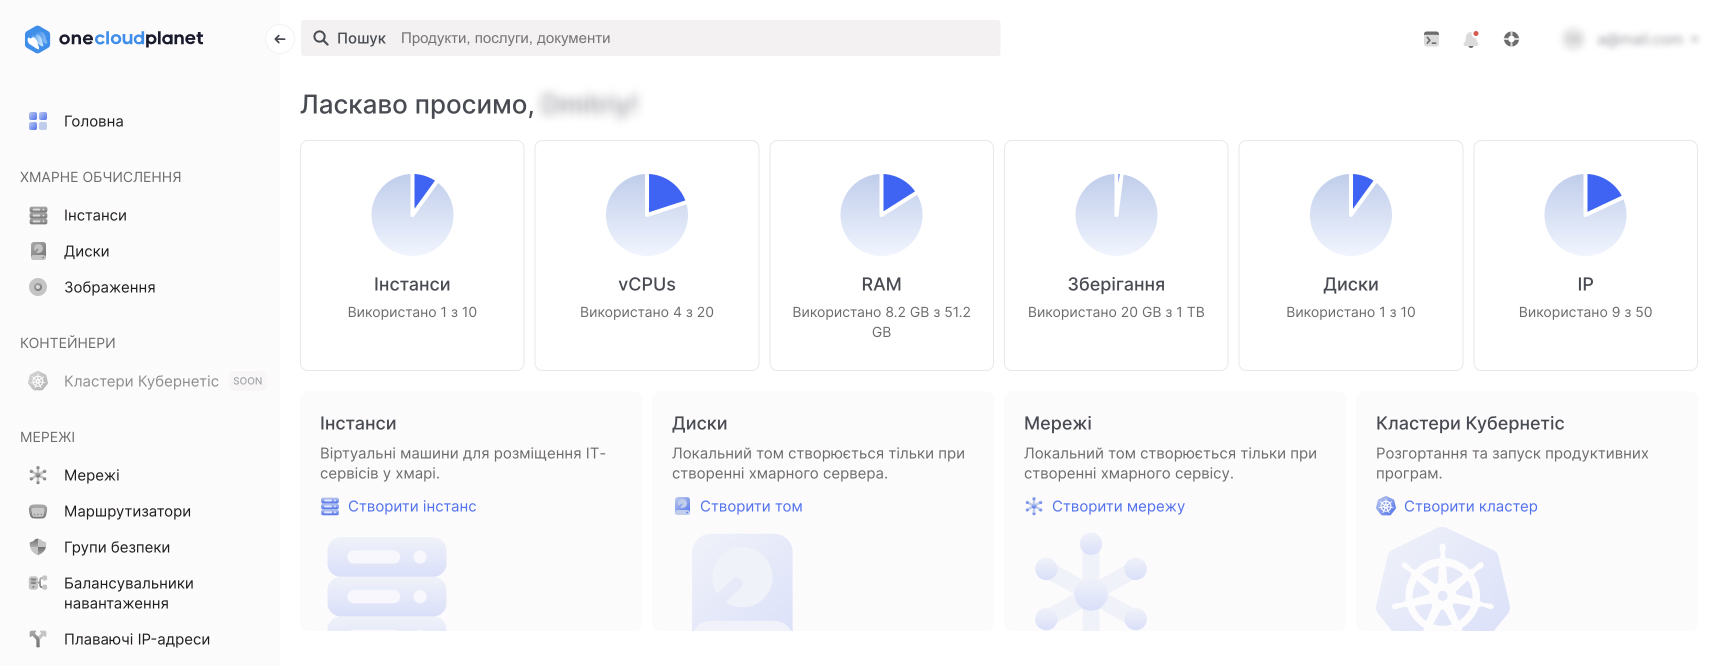 onecloudplanet
Пошук Продукти, послуги, документи
Ласкаво просимо,
Головна
ХМАРНЕ ОБЧИСЛЕННЯ
Інстанси
Диски
Зображення
КОНТЕЙНЕРИ
Кластери Кубернетіс SOON
МЕРЕЖІ
Мережі
Маршрутизатори
Групи безпеки
Балансувальники
навантаження
Плаваючі IP-адреси
Інстанси
Використано 1 з 10
vCPUs
Використано 4 з 20
RAM
Використано 8.2 GB з 51.2
GB
Зберігання
Використано 20 GB з 1 TB
Диски
Використано 1 з 10
IP
Використано 9 з 50
Інстанси
Віртуальні машини для розміщення ІТ-
сервісів у хмарі.
Створити інстанс
Диски
Локальний том створюється тільки при
створенні хмарного сервера.
Створити том
Мережі
Локальний том створюється тільки при
створенні хмарного сервісу.
Створити мережу
Кластери Кубернетіс
Розгортання та запуск продуктивних
програм.
Створити кластер